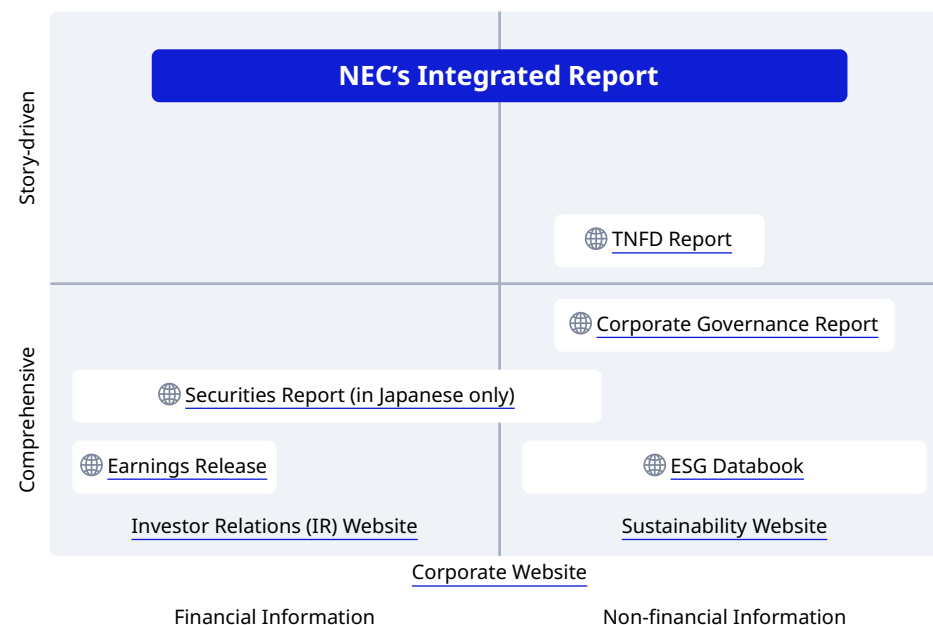 Story-driven
NEC’s Integrated Report
TNFD Report
Comprehensive
Corporate Governance Report
Securities Report (in Japanese only)
Earnings Release
ESG Databook
Investor Relations (IR) Website
Sustainability Website
Corporate Website
Financial Information
Non-financial Information